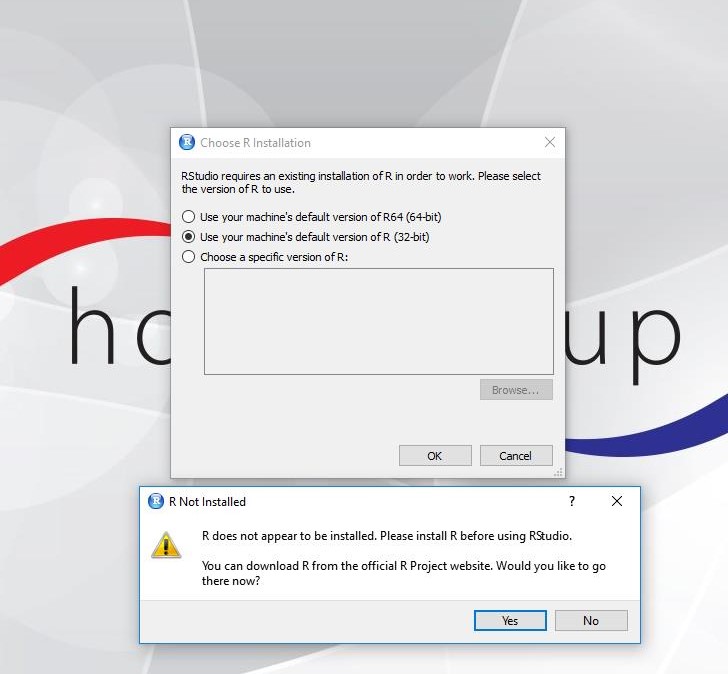 Choose R Installation
RStudio requires an existing installation of R in order to work. Please select
the version of R to use.
Use your machine's default version of R64 (64-bit)
Use your machine's default version of R (32-bit)
Choose a specific version of R:
ho
up
Browse...
OK
Cancel
R Not Installed
?
R does not appear to be installed. Please install R before using RStudio.
You can download R from the official R Project website. Would you like to go
there now?
Yes
No